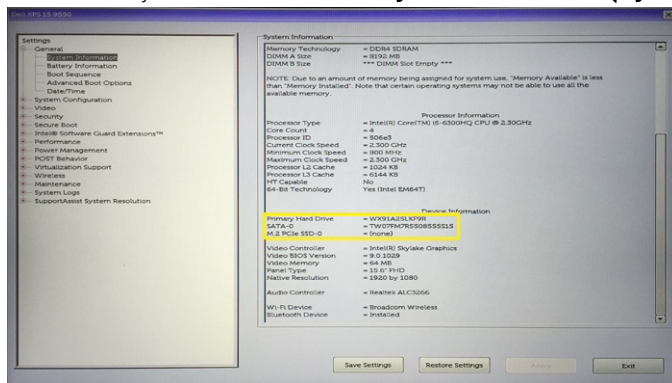 Dell XPS 15 9550
Settings
General
System Information
Battery Information
Boot Sequence
Advanced Boot Options
Date/Time
System Configuration
Video
Security
Secure Boot
Intel® Software Guard Extensions™
Performance
Power Management
POST Behavior
Virtualization Support
Wireless
Maintenance
System Logs
SupportAssist System Resolution
System Information
Memory Technology = DDR4 SDRAM
DIMM A Size = 8192 MB
DIMM B Size *** DIMM Slot Empty ***
NOTE: Due to an amount of memory being assigned for system use, "Memory Available" is less
than "Memory Installed". Note that certain operating systems may not be able to use all the
available memory.
Processor Information
Processor Type = Intel(R) Core(TM) i5-6300HQ CPU @ 2.30GHz
Core Count = 4
Processor ID = 506e3
Current Clock Speed = 2.300 GHz
Minimum Clock Speed = 800 MHz
Maximum Clock Speed = 2.300 GHz
Processor L2 Cache = 1024 KB
Processor L3 Cache = 6144 KB
HT Capable No
64-Bit Technology Yes (Intel EM64T)
Device Information
Primary Hard Drive = WX91A25LKF9R
SATA-0
M.2 PCIe SSD-0 = (none)
Video Controller = Intel(R) Skylake Graphics
Video BIOS Version = 9.0.1029
Video Memory = 64 MB
Panel Type = 15.6" FHD
Native Resolution = 1920 by 1080
Audio Controller = Realtek ALC3266
Wi-Fi Device = Broadcom Wireless
Bluetooth Device = Installed
Save Settings
Restore Settings
Apply
Exit